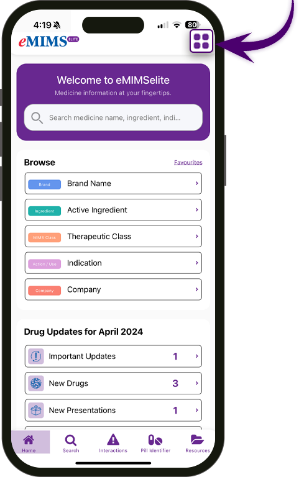 4:19
80
eMIMS elite
Welcome to eMIMSelite
Medicine information at your fingertips.
Search medicine name, ingredient, indi...
Browse
Favourites
Brand
Brand Name
Ingredient
Active Ingredient
Therapeutic Class
Indication
Company
Company
Drug Updates for April 2024
Important Updates
1
New Drugs
3
New Presentations
1
Home
Search
Interactions
Pill Identifier
Resources